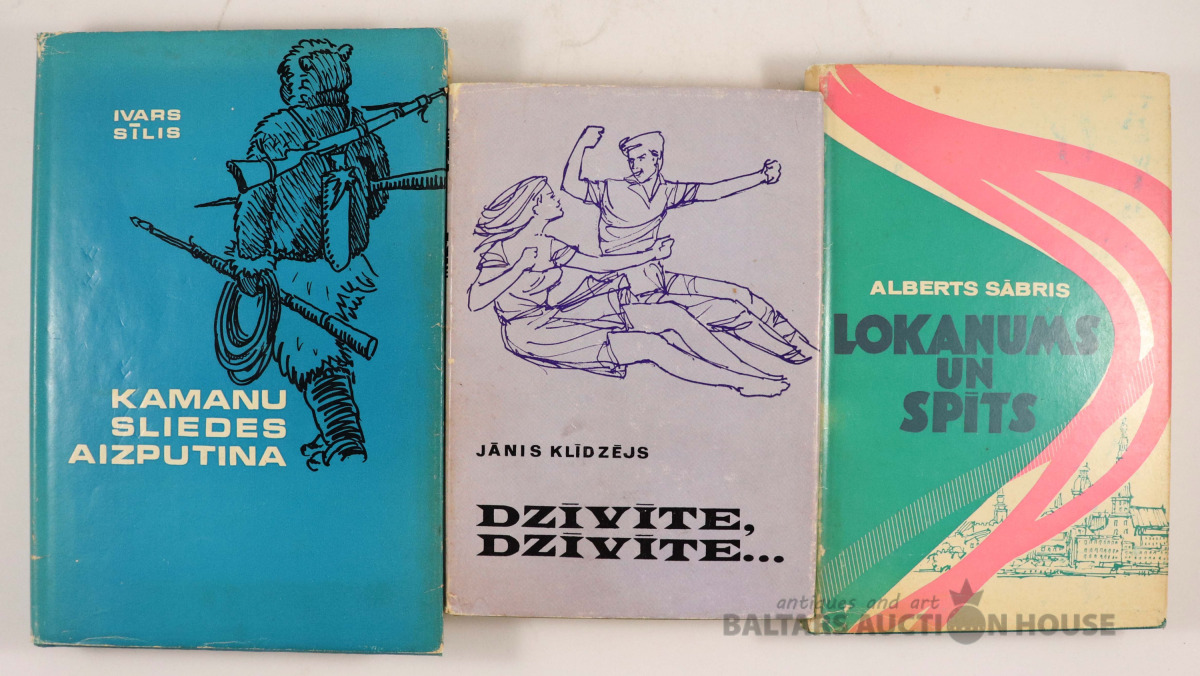 IVARS
SĪLIS
KAMANU
SLIEDES
AIZPUTINA
JĀNIS KLĪDZĒJS
DZĪVĪTE,
DZĪVĪTE...
ALBERTS SĀBRIS
LOKANUMS
UN
SPĪTS
antiques and art
BALTARS AUCTION HOUSE